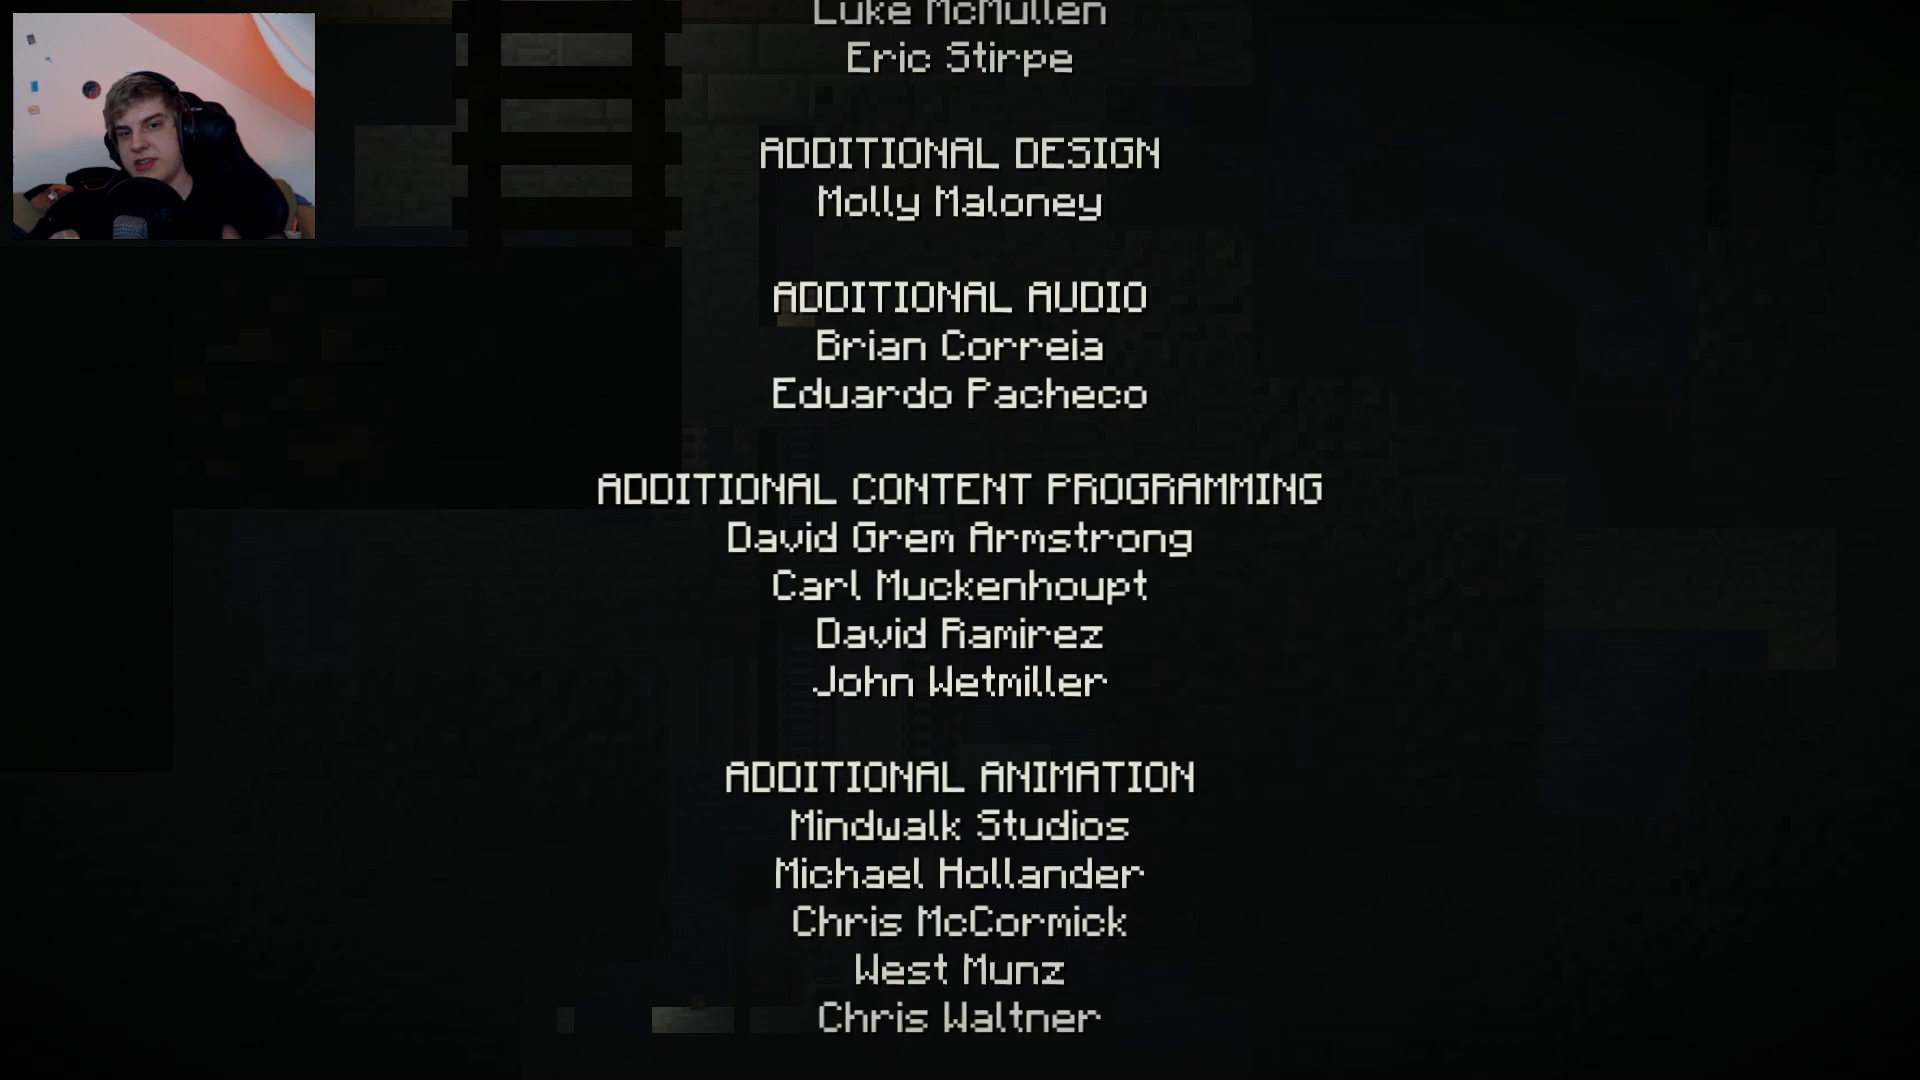 Luke McMullen
Eric Stirpe
ADDITIONAL DESIGN
Molly Maloney
ADDITIONAL AUDIO
Brian Correia
Eduardo Pacheco
ADDITIONAL CONTENT PROGRAMMING
David Grem Armstrong
Carl Muckenhoupt
David Ramirez
John Wetmiller
ADDITIONAL ANIMATION
Mindwalk Studios
Michael Hollander
Chris McCormick
West Munz
Chris Waltner